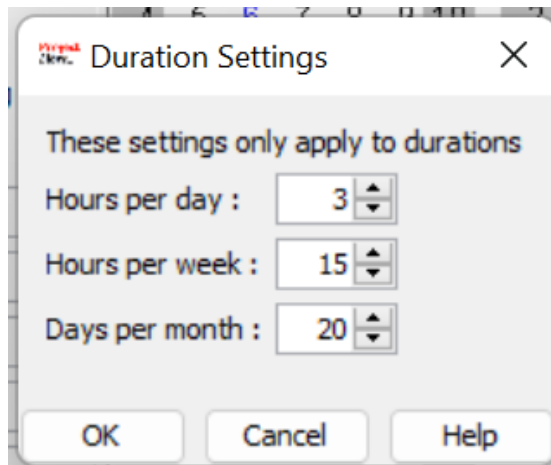 Duration Settings
These settings only apply to durations
Hours per day : 3
Hours per week : 15
Days per month : 20
OK Cancel Help